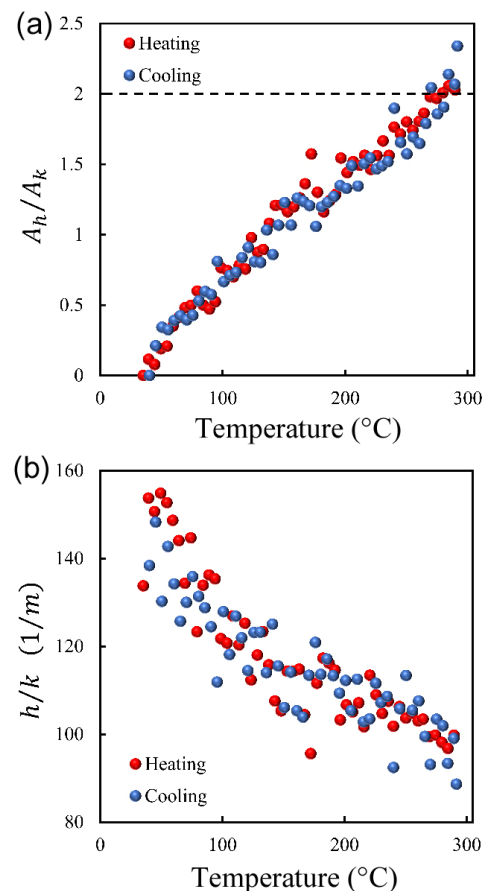 (a)
2.5
Heating
Cooling
2
1.5
1
0.5
0
A_h/A_k
0
100
200
300
Temperature (°C)
(b)
160
140
120
100
80
h/k (1/m)
Heating
Cooling
0
100
200
300
Temperature (°C)